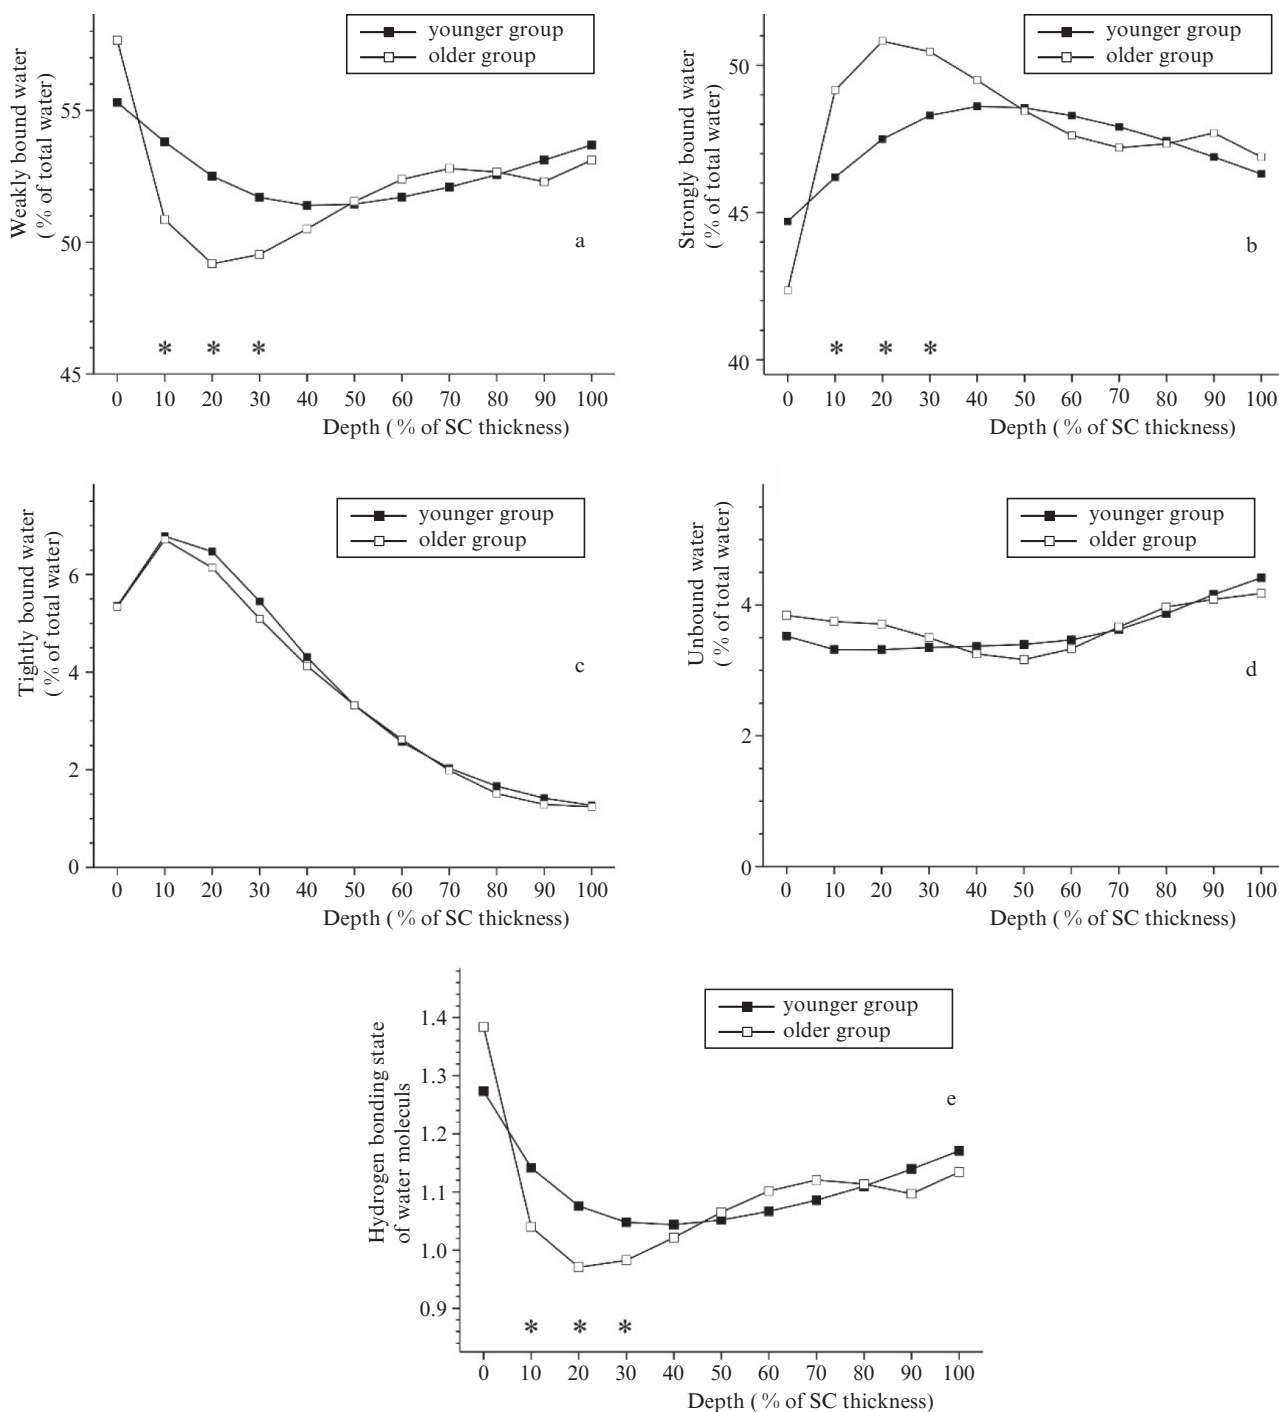 younger group
older group
Weakly bound water
( % of total water)
55
50
45
a
* * *
0 10 20 30 40 50 60 70 80 90 100
Depth ( % of SC thickness)
younger group
older group
Strongly bound water
( % of total water)
50
45
40
b
* * *
0 10 20 30 40 50 60 70 80 90 100
Depth ( % of SC thickness)
younger group
older group
Tightly bound water
( % of total water)
6
4
2
0
c
0 10 20 30 40 50 60 70 80 90 100
Depth ( % of SC thickness)
younger group
older group
Unbound water
( % of total water)
4
2
0
d
0 10 20 30 40 50 60 70 80 90 100
Depth ( % of SC thickness)
younger group
older group
Hydrogen bonding state
of water moleculs
1.4
1.3
1.2
1.1
1.0
0.9
e
* * *
0 10 20 30 40 50 60 70 80 90 100
Depth ( % of SC thickness)